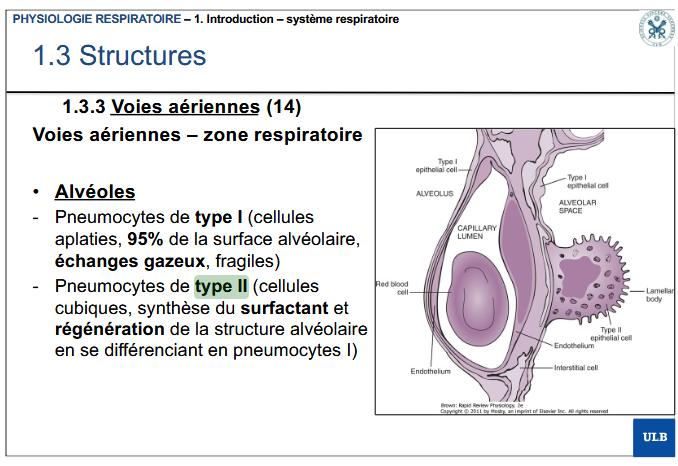 PHYSIOLOGIE RESPIRATOIRE – 1. Introduction – système respiratoire
1.3 Structures
1.3.3 Voies aériennes (14)
Voies aériennes – zone respiratoire
• Alvéoles
- Pneumocytes de type I (cellules
aplaties, 95% de la surface alvéolaire,
échanges gazeux, fragiles)
- Pneumocytes de type II (cellules
cubiques, synthèse du surfactant et
régénération de la structure alvéolaire
en se différenciant en pneumocytes I)
Type I
epithelial cell
ALVEOLUS
Type I
epithelial cell
ALVEOLAR
SPACE
CAPILLARY
LUMEN
Red blood
cell
Lamellar
body
Type II
epithelial cell
Endothelium
Interstitial cell
Endothelium
Brown: Rapid Review Physiology, 2e
Copyright © 2011 by Mosby, an imprint of Elsevier Inc. All rights reserved
ULB